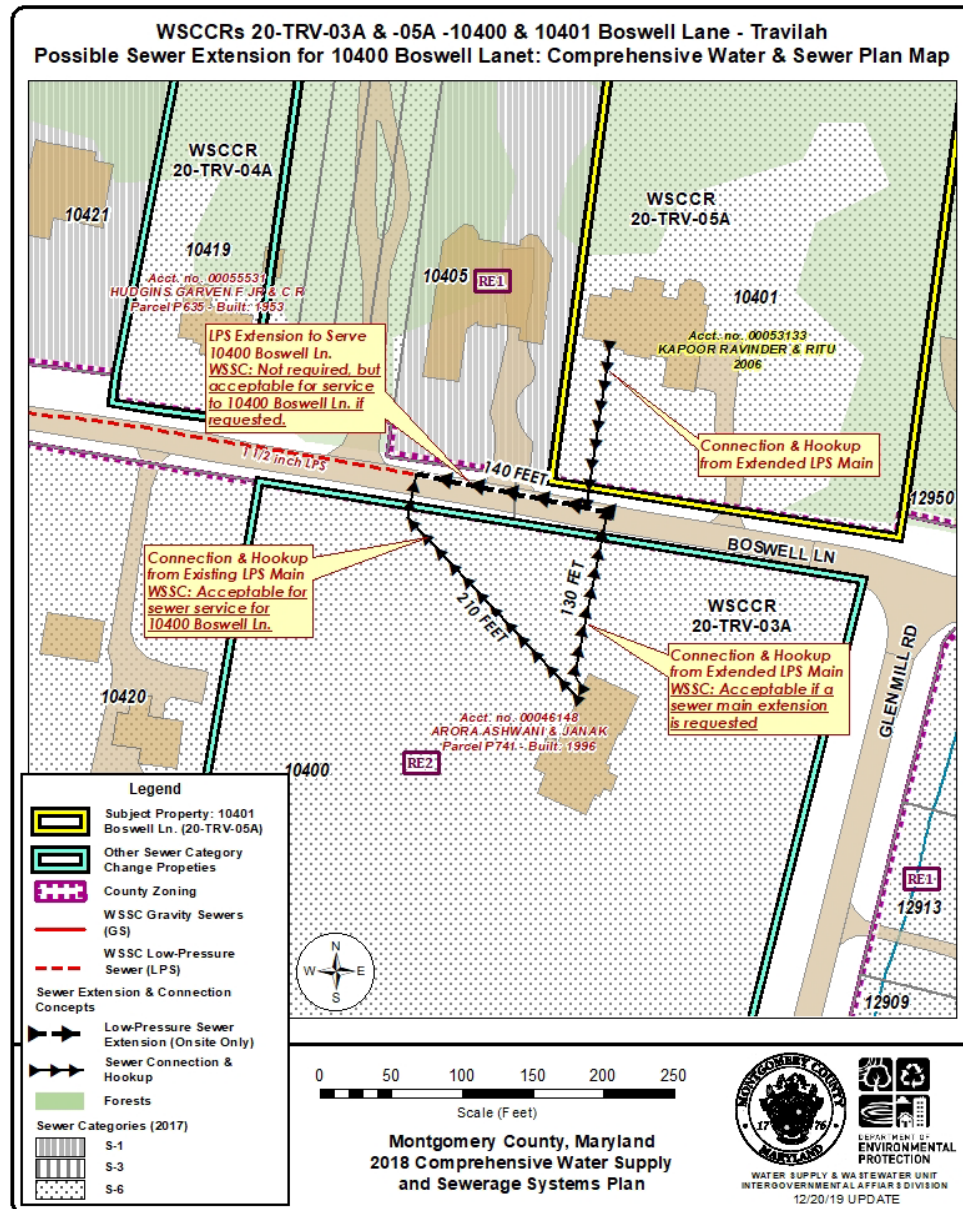 WSCCRs 20-TRV-03A & -05A -10400 & 10401 Boswell Lane - Travilah
Possible Sewer Extension for 10400 Boswell Lanet: Comprehensive Water & Sewer Plan Map
WSCCR
20-TRV-04A
WSCCR
20-TRV-05A
10421
10419
10405
RE1
10401
Acct. no. 00055531
HUDGINS GARVEN F JR & C R
Parcel P635 - Built: 1953
Acct. no. 00053133
KAPOOR RAVINDER & RITU
2006
LPS Extension to Serve
10400 Boswell Ln.
WSSC: Not required, but
acceptable for service
to 10400 Boswell Ln. if
requested.
Connection & Hookup
from Extended LPS Main
1 1/2 inch LPS
140 FEET
12950
BOSWELL LN
Connection & Hookup
from Existing LPS Main
WSSC: Acceptable for
sewer service for
10400 Boswell Ln.
210 FEET
130 FET
WSCCR
20-TRV-03A
Connection & Hookup
from Extended LPS Main
WSSC: Acceptable if a
sewer main extension
is requested
GLEN MILL RD
10420
Acct. no. 00046148
ARORA ASHWANI & JANAK
Parcel P741 - Built: 1996
RE2
10400
RE1
12913
12909
N
W E
S
Legend
Subject Property: 10401
Boswell Ln. (20-TRV-05A)
Other Sewer Category
Change Propeties
County Zoning
WSSC Gravity Sewers
(GS)
WSSC Low-Pressure
Sewer (LPS)
Sewer Extension & Connection
Concepts
Low-Pressure Sewer
Extension (Onsite Only)
Sewer Connection &
Hookup
Forests
Sewer Categories (2017)
S-1
S-3
S-6
0 50 100 150 200 250
Scale (Feet)
Montgomery County, Maryland
2018 Comprehensive Water Supply
and Sewerage Systems Plan
MONTGOMERY COUNTY
17 76
MARYLAND
DEPARTMENT OF
ENVIRONMENTAL
PROTECTION
WATER SUPPLY & WASTEWATER UNIT
INTERGOVERNMENTAL AFFIARS DIVISION
12/20/19 UPDATE